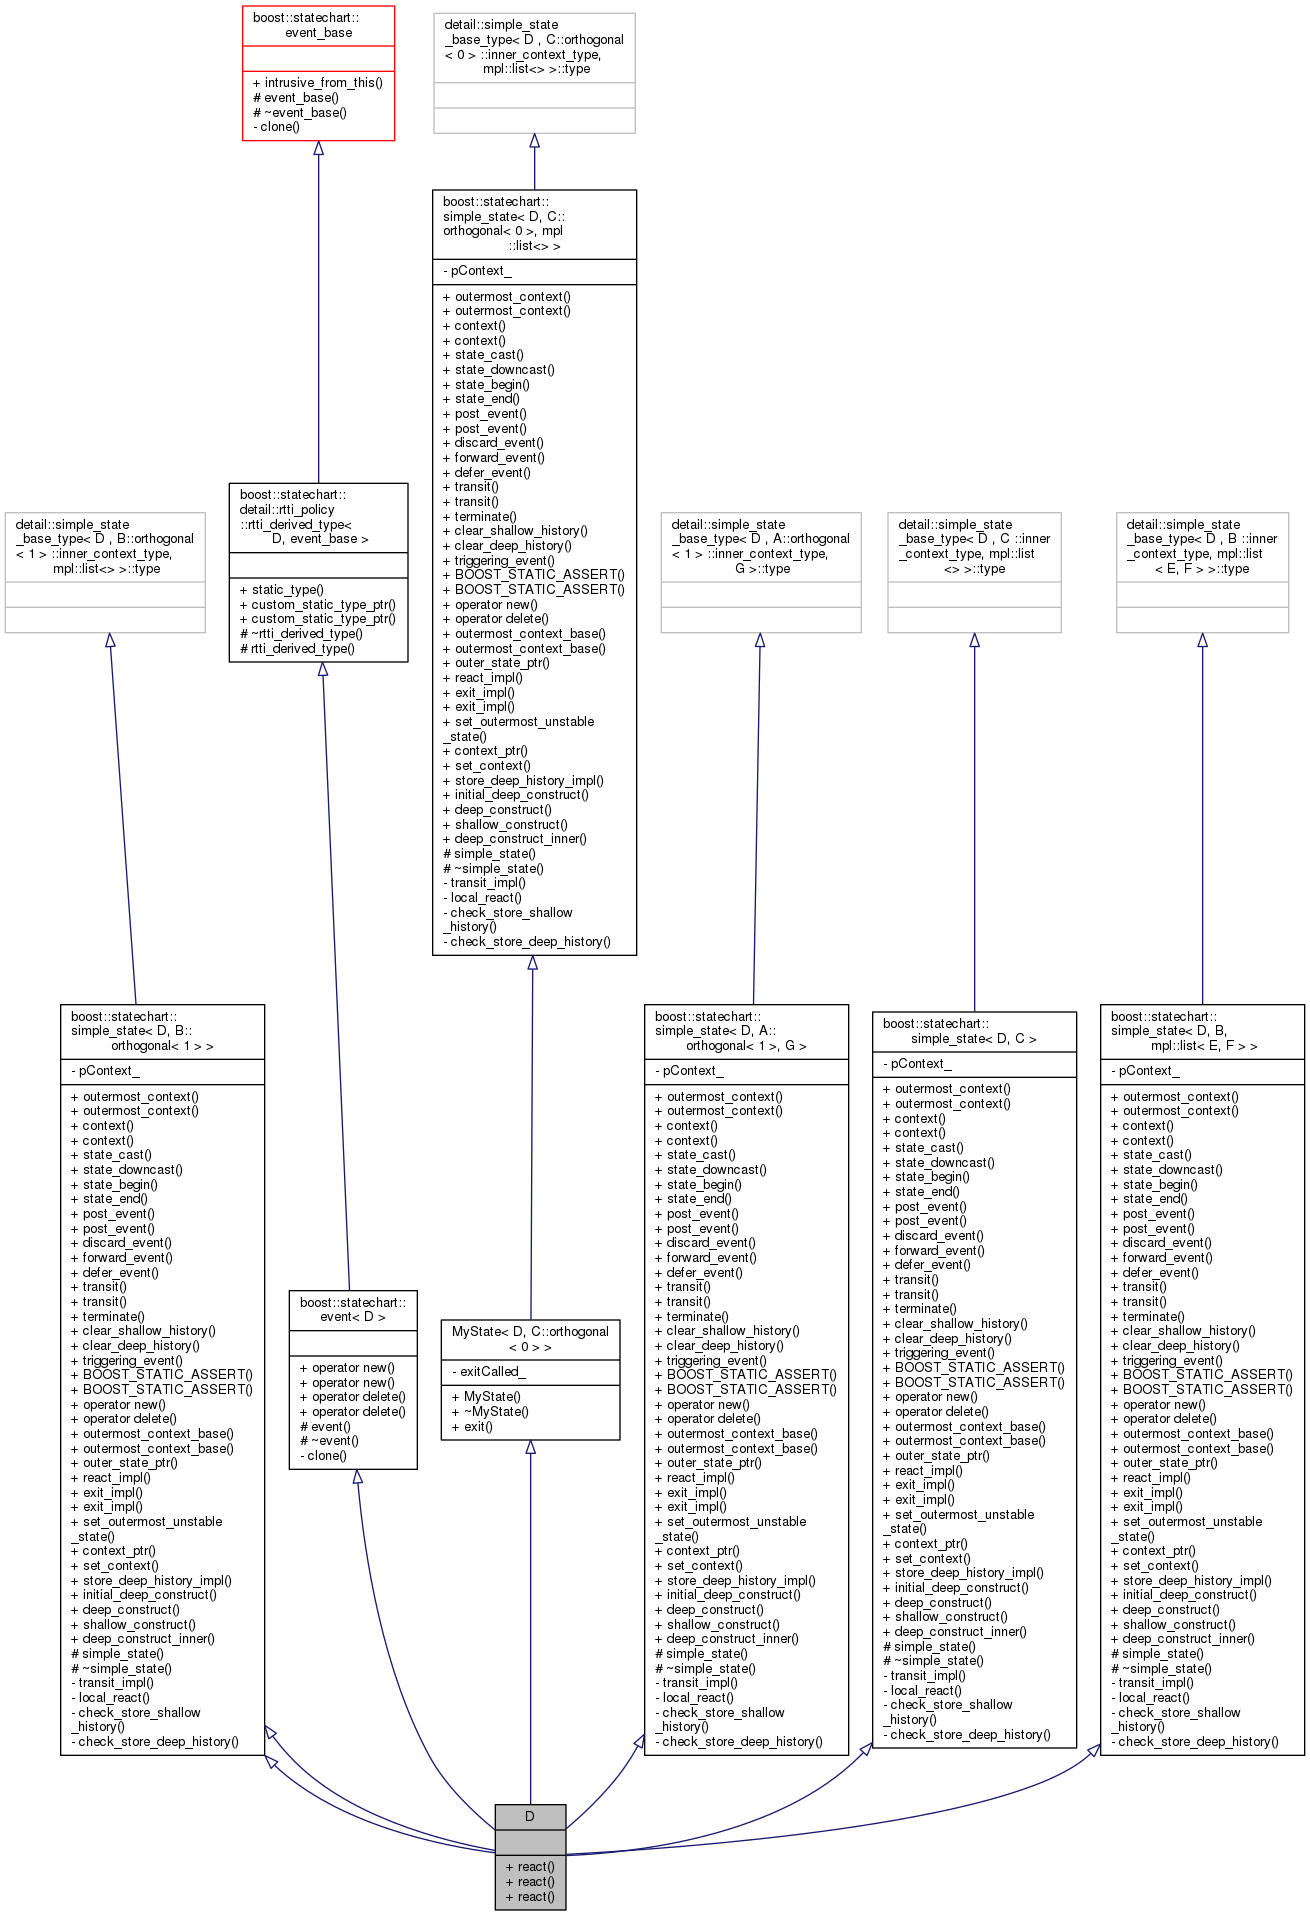 boost::statechart::
event_base
+ intrusive_from_this()
# event_base()
# ~event_base()
- clone()
detail::simple_state
_base_type< D , C::orthogonal
< 0 > ::inner_context_type,
mpl::list<> >::type
boost::statechart::
simple_state< D, C::
orthogonal< 0 >, mpl
::list<> >
- pContext_
+ outermost_context()
+ outermost_context()
+ context()
+ context()
+ state_cast()
+ state_downcast()
+ state_begin()
+ state_end()
+ post_event()
+ post_event()
+ discard_event()
+ forward_event()
+ defer_event()
+ transit()
+ transit()
+ terminate()
+ clear_shallow_history()
+ clear_deep_history()
+ triggering_event()
+ BOOST_STATIC_ASSERT()
+ BOOST_STATIC_ASSERT()
+ operator new()
+ operator delete()
+ outermost_context_base()
+ outermost_context_base()
+ outer_state_ptr()
+ react_impl()
+ exit_impl()
+ exit_impl()
+ set_outermost_unstable
_state()
+ context_ptr()
+ set_context()
+ store_deep_history_impl()
+ initial_deep_construct()
+ deep_construct()
+ shallow_construct()
+ deep_construct_inner()
# simple_state()
# ~simple_state()
- transit_impl()
- local_react()
- check_store_shallow
_history()
- check_store_deep_history()
detail::simple_state
_base_type< D , B::orthogonal
< 1 > ::inner_context_type,
mpl::list<> >::type
boost::statechart::
detail::rtti_policy
::rtti_derived_type<
D, event_base >
+ static_type()
+ custom_static_type_ptr()
+ custom_static_type_ptr()
# ~rtti_derived_type()
# rtti_derived_type()
detail::simple_state
_base_type< D , A::orthogonal
< 1 > ::inner_context_type,
G >::type
detail::simple_state
_base_type< D , C ::inner
_context_type, mpl::list
<> >::type
detail::simple_state
_base_type< D , B ::inner
_context_type, mpl::list
< E, F > >::type
boost::statechart::
simple_state< D, B::
orthogonal< 1 > >
- pContext_
+ outermost_context()
+ outermost_context()
+ context()
+ context()
+ state_cast()
+ state_downcast()
+ state_begin()
+ state_end()
+ post_event()
+ post_event()
+ discard_event()
+ forward_event()
+ defer_event()
+ transit()
+ transit()
+ terminate()
+ clear_shallow_history()
+ clear_deep_history()
+ triggering_event()
+ BOOST_STATIC_ASSERT()
+ BOOST_STATIC_ASSERT()
+ operator new()
+ operator delete()
+ outermost_context_base()
+ outermost_context_base()
+ outer_state_ptr()
+ react_impl()
+ exit_impl()
+ exit_impl()
+ set_outermost_unstable
_state()
+ context_ptr()
+ set_context()
+ store_deep_history_impl()
+ initial_deep_construct()
+ deep_construct()
+ shallow_construct()
+ deep_construct_inner()
# simple_state()
# ~simple_state()
- transit_impl()
- local_react()
- check_store_shallow
_history()
- check_store_deep_history()
boost::statechart::
event< D >
+ operator new()
+ operator new()
+ operator delete()
+ operator delete()
# event()
# ~event()
- clone()
MyState< D, C::orthogonal
< 0 > >
- exitCalled_
+ MyState()
+ ~MyState()
+ exit()
boost::statechart::
simple_state< D, A::
orthogonal< 1 >, G >
- pContext_
+ outermost_context()
+ outermost_context()
+ context()
+ context()
+ state_cast()
+ state_downcast()
+ state_begin()
+ state_end()
+ post_event()
+ post_event()
+ discard_event()
+ forward_event()
+ defer_event()
+ transit()
+ transit()
+ terminate()
+ clear_shallow_history()
+ clear_deep_history()
+ triggering_event()
+ BOOST_STATIC_ASSERT()
+ BOOST_STATIC_ASSERT()
+ operator new()
+ operator delete()
+ outermost_context_base()
+ outermost_context_base()
+ outer_state_ptr()
+ react_impl()
+ exit_impl()
+ exit_impl()
+ set_outermost_unstable
_state()
+ context_ptr()
+ set_context()
+ store_deep_history_impl()
+ initial_deep_construct()
+ deep_construct()
+ shallow_construct()
+ deep_construct_inner()
# simple_state()
# ~simple_state()
- transit_impl()
- local_react()
- check_store_shallow
_history()
- check_store_deep_history()
boost::statechart::
simple_state< D, C >
- pContext_
+ outermost_context()
+ outermost_context()
+ context()
+ context()
+ state_cast()
+ state_downcast()
+ state_begin()
+ state_end()
+ post_event()
+ post_event()
+ discard_event()
+ forward_event()
+ defer_event()
+ transit()
+ transit()
+ terminate()
+ clear_shallow_history()
+ clear_deep_history()
+ triggering_event()
+ BOOST_STATIC_ASSERT()
+ BOOST_STATIC_ASSERT()
+ operator new()
+ operator delete()
+ outermost_context_base()
+ outermost_context_base()
+ outer_state_ptr()
+ react_impl()
+ exit_impl()
+ exit_impl()
+ set_outermost_unstable
_state()
+ context_ptr()
+ set_context()
+ store_deep_history_impl()
+ initial_deep_construct()
+ deep_construct()
+ shallow_construct()
+ deep_construct_inner()
# simple_state()
# ~simple_state()
- transit_impl()
- local_react()
- check_store_shallow
_history()
- check_store_deep_history()
boost::statechart::
simple_state< D, B,
mpl::list< E, F > >
- pContext_
+ outermost_context()
+ outermost_context()
+ context()
+ context()
+ state_cast()
+ state_downcast()
+ state_begin()
+ state_end()
+ post_event()
+ post_event()
+ discard_event()
+ forward_event()
+ defer_event()
+ transit()
+ transit()
+ terminate()
+ clear_shallow_history()
+ clear_deep_history()
+ triggering_event()
+ BOOST_STATIC_ASSERT()
+ BOOST_STATIC_ASSERT()
+ operator new()
+ operator delete()
+ outermost_context_base()
+ outermost_context_base()
+ outer_state_ptr()
+ react_impl()
+ exit_impl()
+ exit_impl()
+ set_outermost_unstable
_state()
+ context_ptr()
+ set_context()
+ store_deep_history_impl()
+ initial_deep_construct()
+ deep_construct()
+ shallow_construct()
+ deep_construct_inner()
# simple_state()
# ~simple_state()
- transit_impl()
- local_react()
- check_store_shallow
_history()
- check_store_deep_history()
D
+ react()
+ react()
+ react()